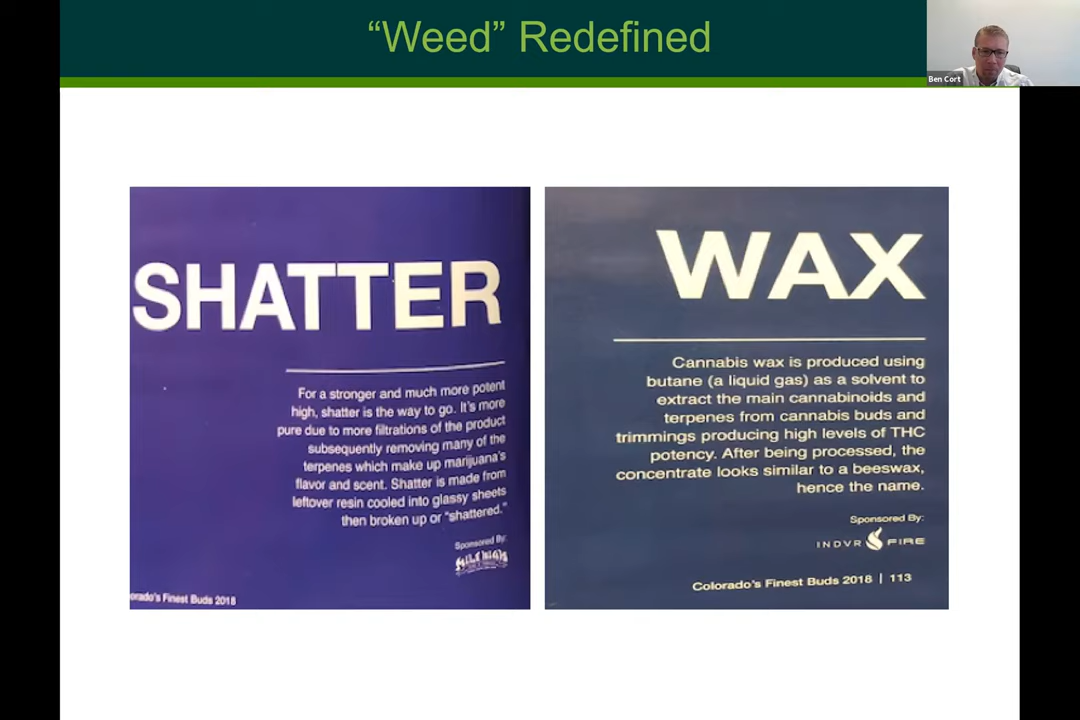 “Weed” Redefined
Ben Cort
SHATTER
For a stronger and much more potent
high, shatter is the way to go. It's more
pure due to more filtrations of the product
subsequently removing many of the
terpenes which make up marijuana's
flavor and scent. Shatter is made from
leftover resin cooled into glassy sheets
then broken up or "shattered."
Sponsored By:
orado's Finest Buds 2018
WAX
Cannabis wax is produced using
butane (a liquid gas) as a solvent to
extract the main cannabinoids and
terpenes from cannabis buds and
trimmings producing high levels of THC
potency. After being processed, the
concentrate looks similar to a beeswax,
hence the name.
Sponsored By:
INDVR FIRE
Colorado's Finest Buds 2018 | 113